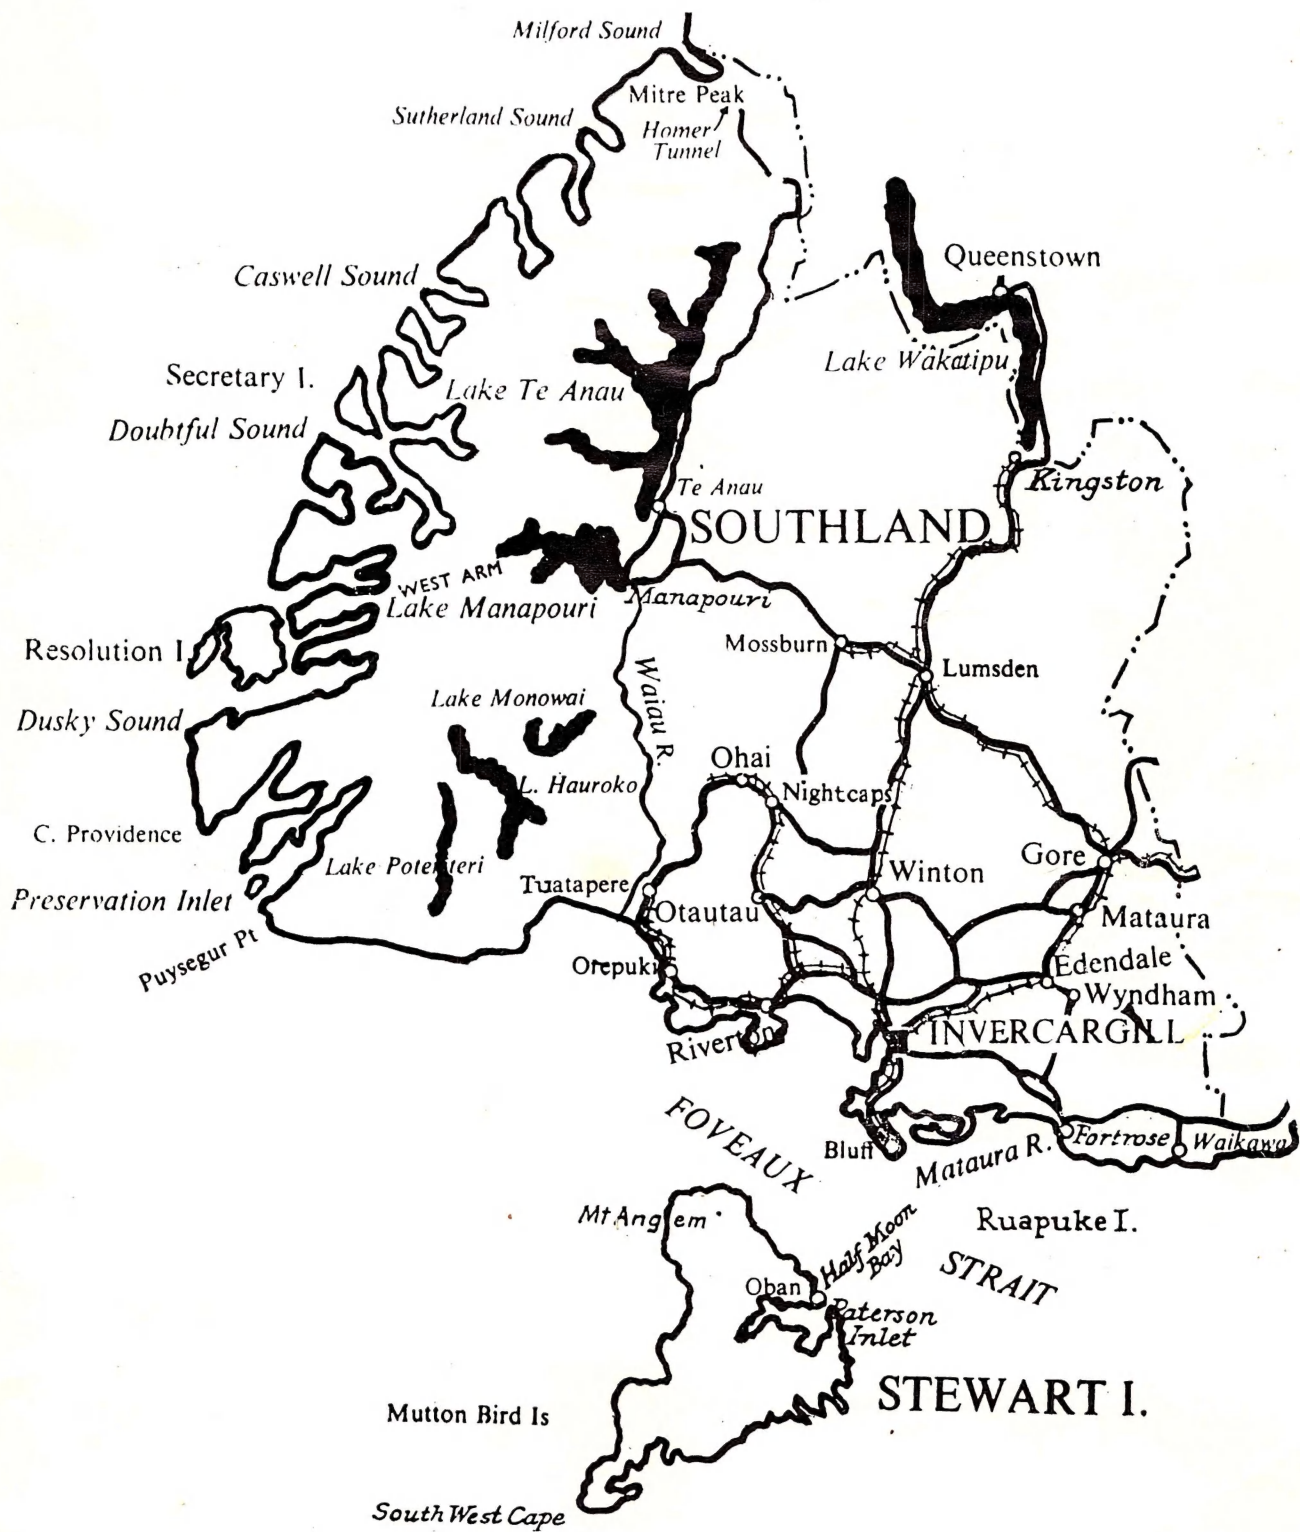 Milford Sound
Mitre Peak
Sutherland Sound
Homer
Tunnel
Queenstown
Caswell Sound
Lake Wakatipu
Secretary I.
Lake Te Anau
Doubtful Sound
Kingston
Te Anau
SOUTHLAND
WEST ARM
Lake Manapouri
Manapouri
Mossburn
Resolution I
Lumsden
Waiau R.
Lake Monowai
Dusky Sound
Ohai
L. Hauroko
Nightcaps
C. Providence
Gore
Lake Poteriteri
Winton
Tuatapere
Preservation Inlet
Otautau
Mataura
Puysegur Pt
Orepuki
Edendale
Wyndham
INVERCARGILL
Riverton
FOVEAUX
Bluff
Mataura R.
Fortrose
Waikawa
Mt Anglem
Half Moon
Bay
Ruapuke I.
STRAIT
Oban
Paterson
Inlet
STEWART I.
Mutton Bird Is
South West Cape